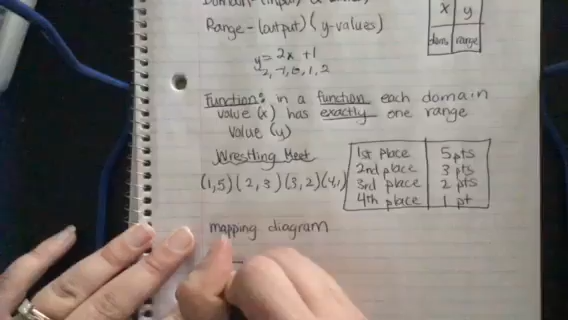 Domain-(input)
Range-(output)(y-values)
x y
dom. range
y=2x+1
-2,-1,0,1,2
Function: in a function each domain
value (x) has exactly one range
value (y)
Wrestling Meet
1st Place 5 pts
2nd place 3 pts
3rd place 2 pts
4th place 1 pt
(1,5)(2,3)(3,2)(4,1)
mapping diagram